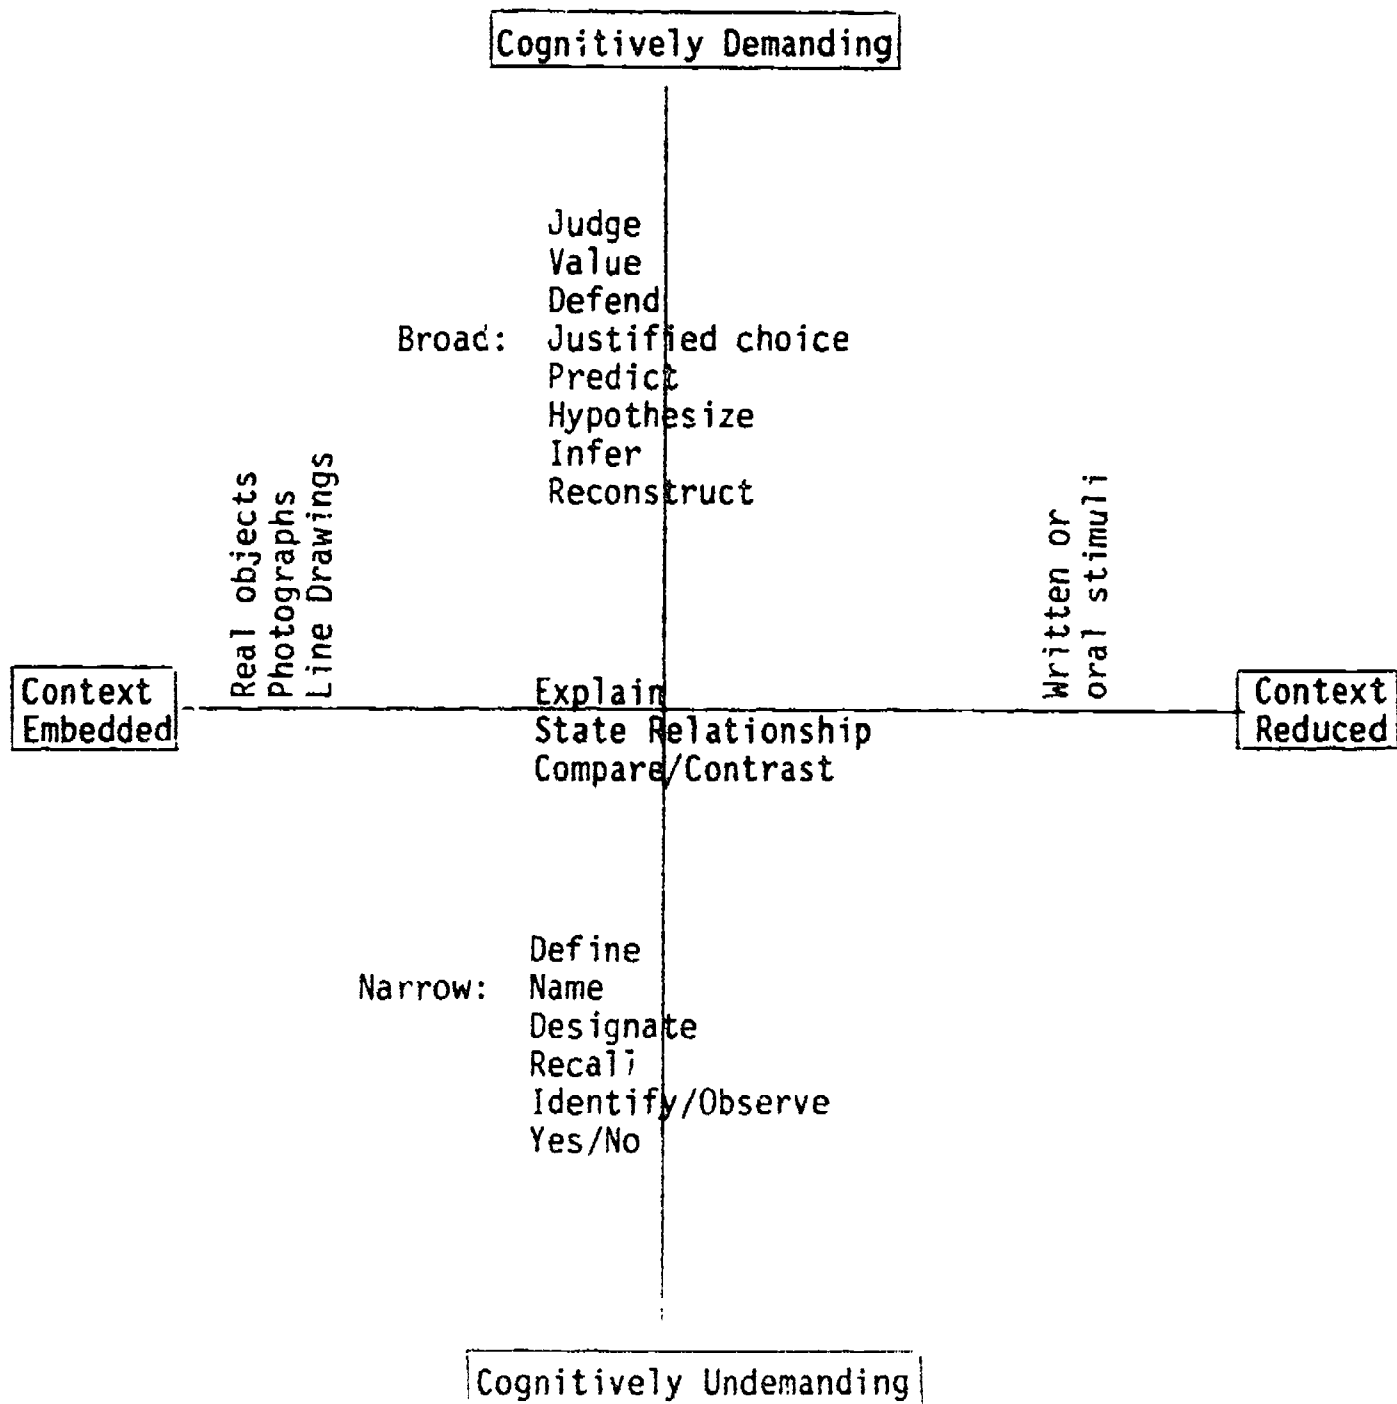 Cognitively Demanding
Judge
Value
Defend
Broad: Justified choice
Predict
Hypothesize
Infer
Reconstruct
Real objects
Photographs
Line Drawings
Written or
oral stimuli
Context
Embedded
Explain
State Relationship
Compare/Contrast
Context
Reduced
Define
Narrow: Name
Designate
Recall
Identify/Observe
Yes/No
Cognitively Undemanding